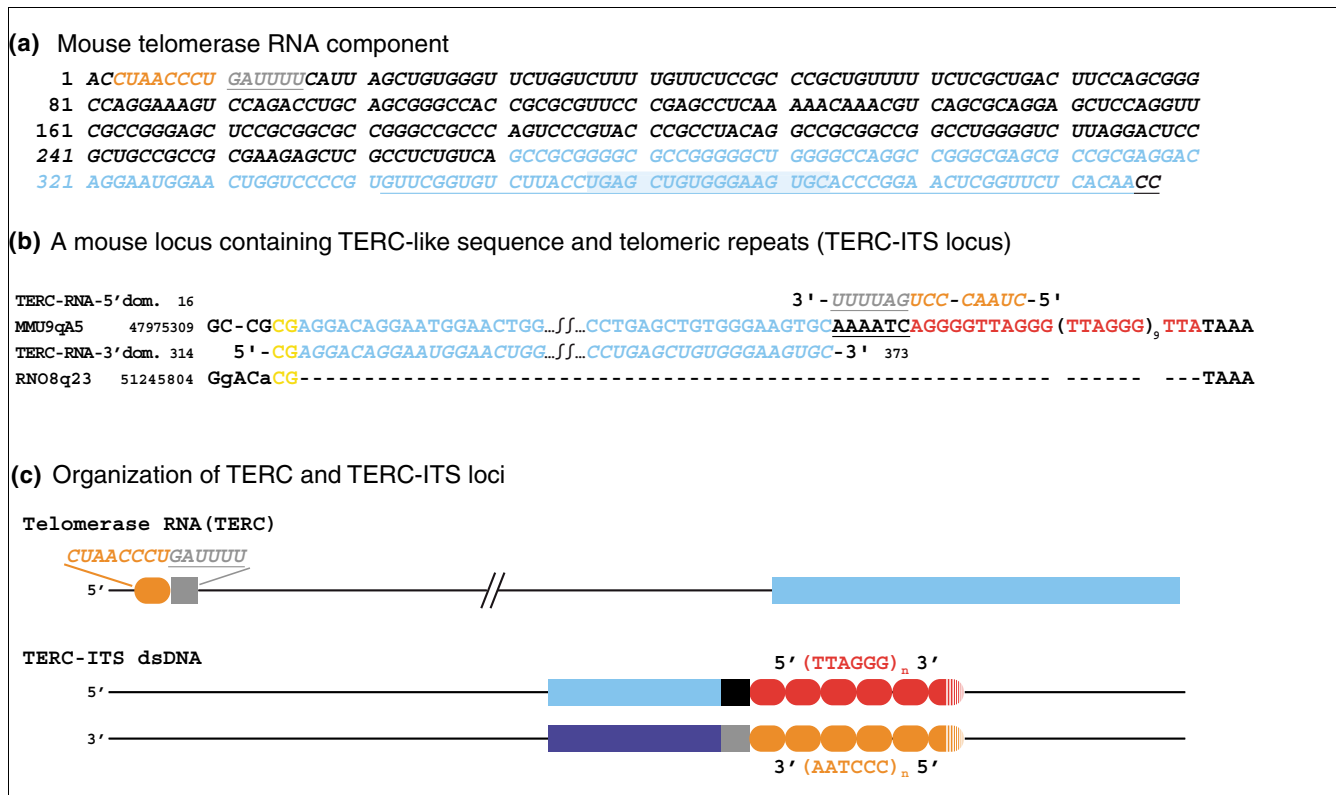 (a) Mouse telomerase RNA component
1 ACCUAACCCU GAUUUUCAUU AGCUGUGGGU UCUGGUCUUU UGUUCUCCGC CCGCUGUUUU UCUCGCUGAC UUCCAGCGGG
81 CCAGGAAAGU CCAGACCUGC AGCGGGCCAC CGCGCGUUCC CGAGCCUCAA AAACAAACGU CAGCGCAGGA GCUCCAGGUU
161 CGCCGGGAGC UCCGCGGCGC CGGGCCGCCC AGUCCCGUAC CCGCCUACAG GCCGCGGCCG GCCUGGGGUC UUAGGACUCC
241 GCUGCCGCCG CGAAGAGCUC GCCUCUGUCA GCCGCGGGGC GCCGGGGGCU GGGGCCAGGC CGGGCGAGCG CCGCGAGGAC
321 AGGAAUGGAA CUGGUCCCCG UGUUCGGUGU CUUACCUGAG CUGUGGGAAG UGCACCCGGA ACUCGGUUCU CACAACC
(b) A mouse locus containing TERC-like sequence and telomeric repeats (TERC-ITS locus)
TERC-RNA-5'dom. 16 3'-UUUUAGUCC-CAAUC-5'
MMU9qA5 47975309 GC-CGCGAGGACAGGAATGGAACTGG...∫∫...CCTGAGCTGTGGGAAGTGCAAAATCAGGGGTTAGGG(TTAGGG)9TTATAAA
TERC-RNA-3'dom. 314 5'-CGAGGACAGGAAUGGAACUGG...∫∫...CCUGAGCUGUGGGAAGUGC-3' 373
RNO8q23 51245804 GgACaCG---------------------------------------------------------- ------ ---TAAA
(c) Organization of TERC and TERC-ITS loci
Telomerase RNA(TERC)
CUAACCCUGAUUUU
5'
TERC-ITS dsDNA
5'(TTAGGG)n 3'
5'
3'
3'(AATCCC)n 5'